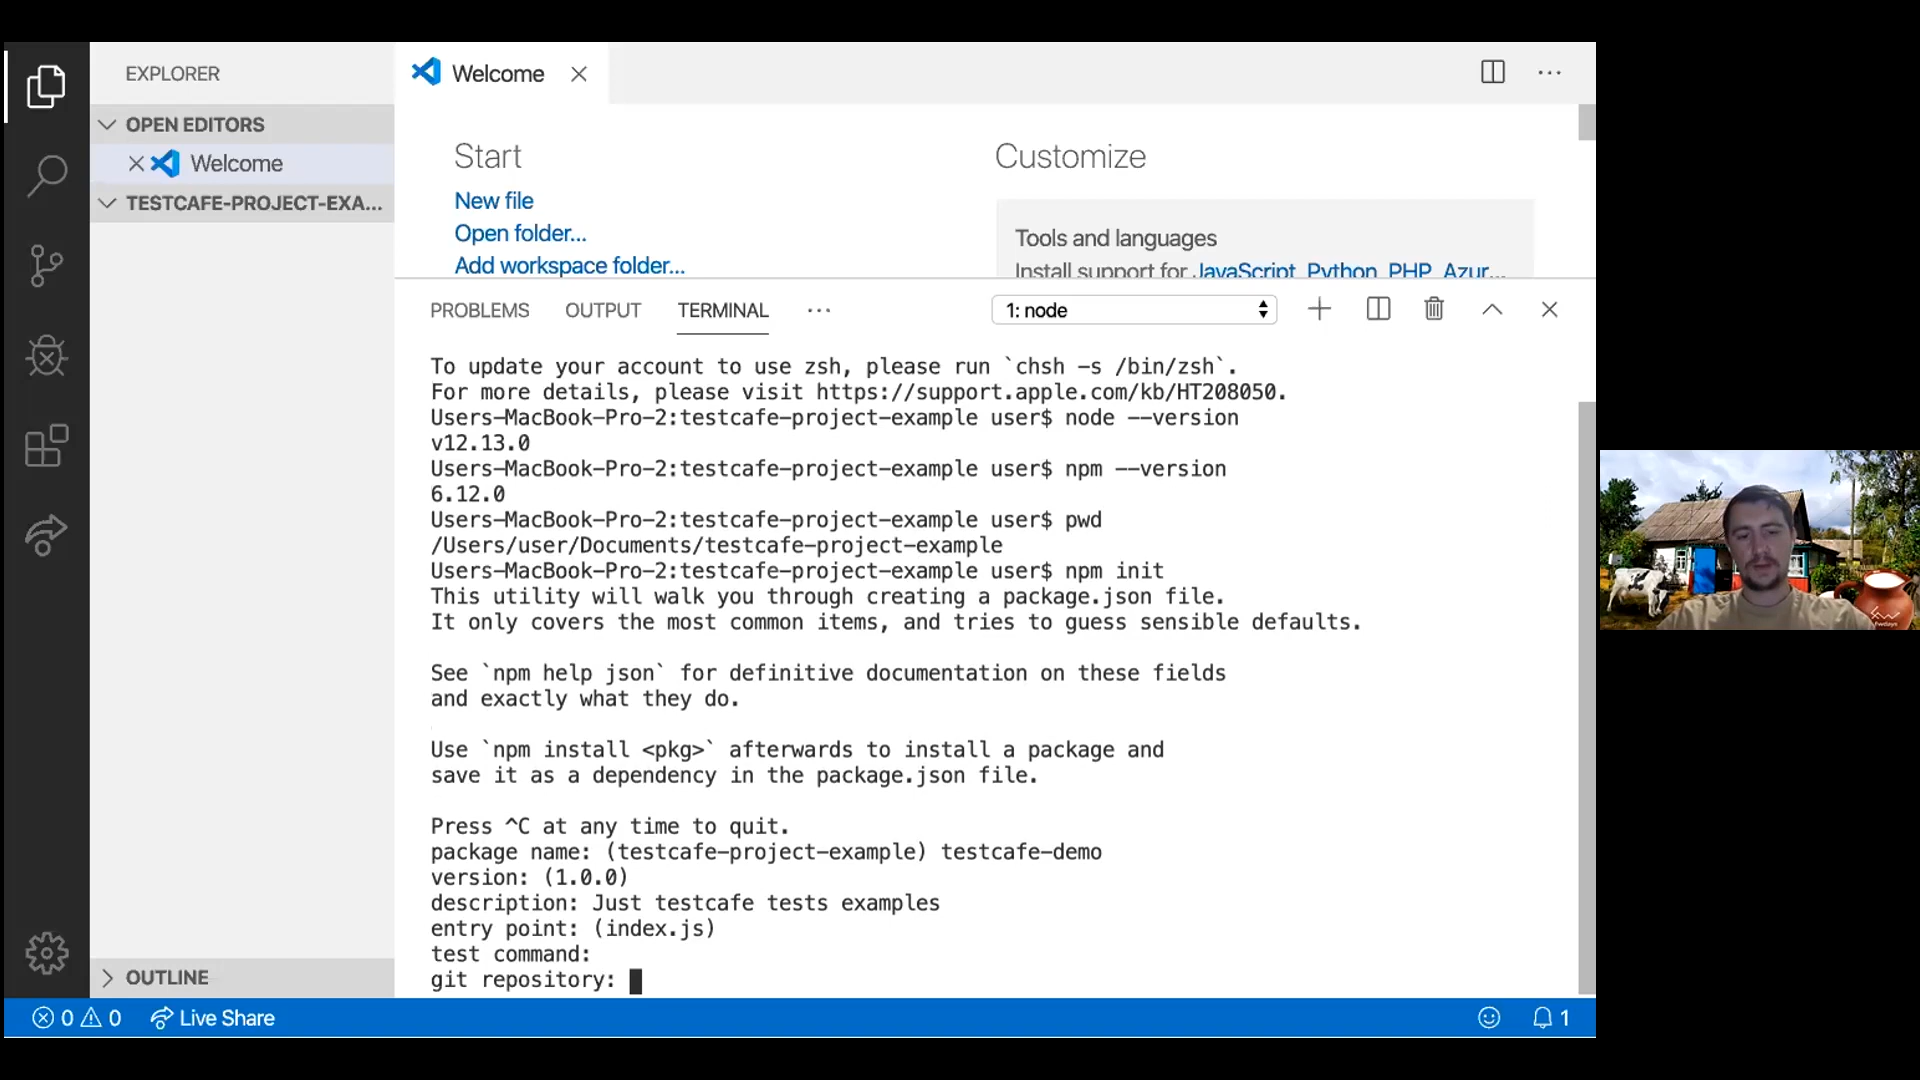 EXPLORER
OPEN EDITORS
Welcome
TESTCAFE-PROJECT-EXA...
OUTLINE
Welcome
Start
New file
Open folder...
Add workspace folder...
Customize
Tools and languages
Install support for JavaScript, Python, PHP, Azur...
PROBLEMS OUTPUT TERMINAL ...
1: node
To update your account to use zsh, please run `chsh -s /bin/zsh`.
For more details, please visit https://support.apple.com/kb/HT208050.
Users-MacBook-Pro-2:testcafe-project-example user$ node --version
v12.13.0
Users-MacBook-Pro-2:testcafe-project-example user$ npm --version
6.12.0
Users-MacBook-Pro-2:testcafe-project-example user$ pwd
/Users/user/Documents/testcafe-project-example
Users-MacBook-Pro-2:testcafe-project-example user$ npm init
This utility will walk you through creating a package.json file.
It only covers the most common items, and tries to guess sensible defaults.
See `npm help json` for definitive documentation on these fields
and exactly what they do.
Use `npm install <pkg>` afterwards to install a package and
save it as a dependency in the package.json file.
Press ^C at any time to quit.
package name: (testcafe-project-example) testcafe-demo
version: (1.0.0)
description: Just testcafe tests examples
entry point: (index.js)
test command:
git repository:
0 0 Live Share
1